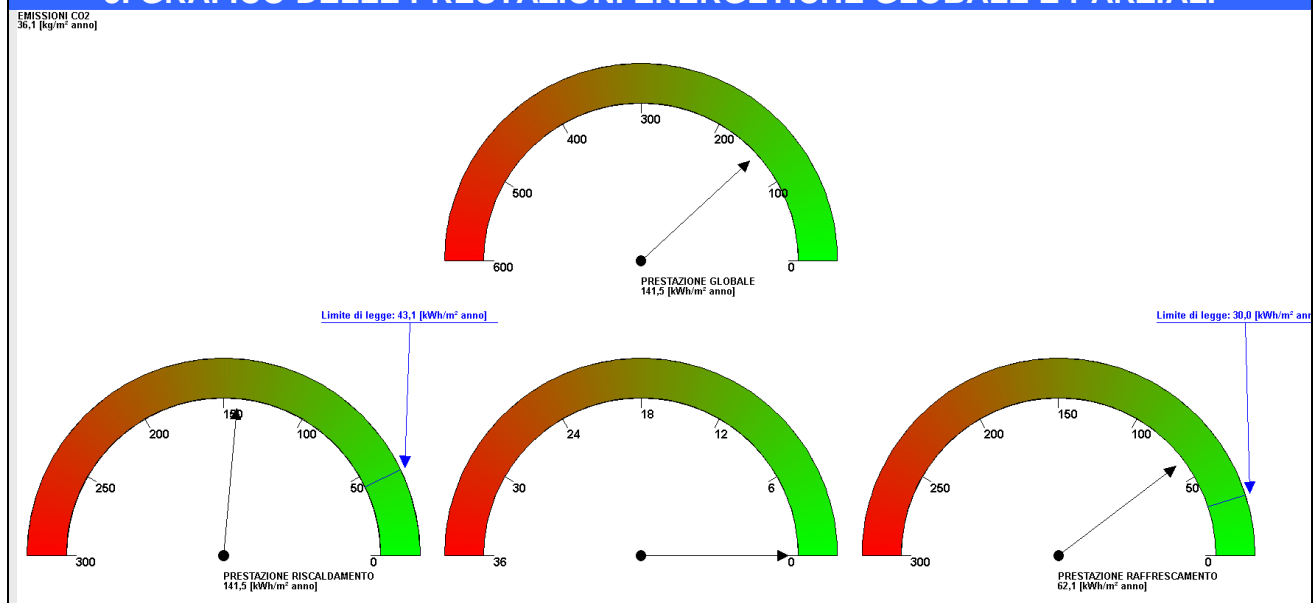 EMISSIONI CO2
36,1 [kg/m² anno]
300
400
200
500
100
600
0
PRESTAZIONE GLOBALE
141,5 [kWh/m² anno]
Limite di legge: 43,1 [kWh/m² anno]
Limite di legge: 30,0 [kWh/m²
150
200
100
250
50
300
0
PRESTAZIONE RISCALDAMENTO
141,5 [kWh/m² anno]
18
24
12
30
6
36
0
150
200
100
250
50
300
0
PRESTAZIONE RAFFRESCAMENTO
62,1 [kWh/m² anno]